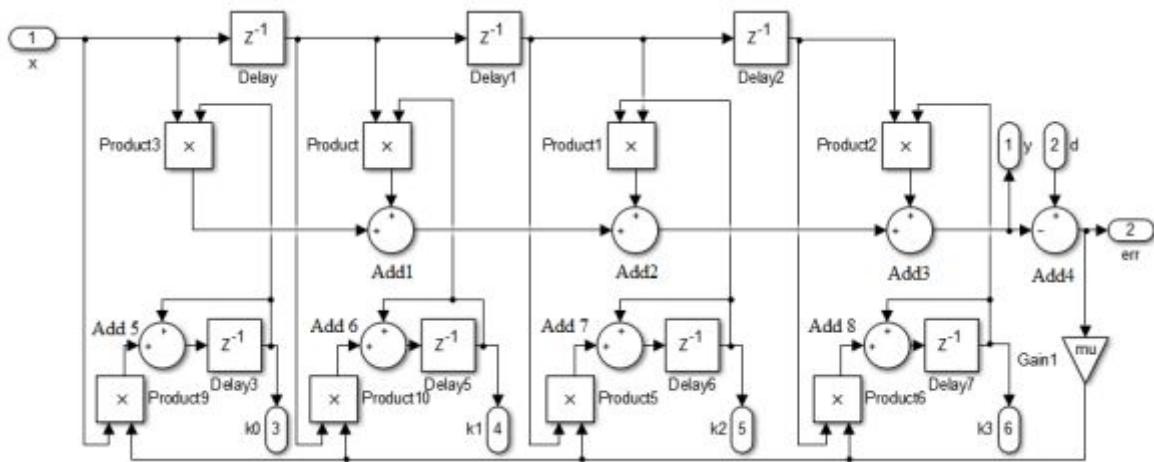 1
x
Z-1
Delay
Z-1
Delay1
Z-1
Delay2
Product3
×
Product
×
Product1
×
Product2
×
1
y
2
d
+
+
Add1
+
+
Add2
+
+
Add3
+
−
Add4
2
err
Add 5
+
+
Z-1
Delay3
×
Product9
k0
3
Add 6
+
+
Z-1
Delay5
×
Product10
k1
4
Add 7
+
+
Z-1
Delay6
×
Product5
k2
5
Add 8
+
+
Z-1
Delay7
×
Product6
k3
6
Gain1
mu